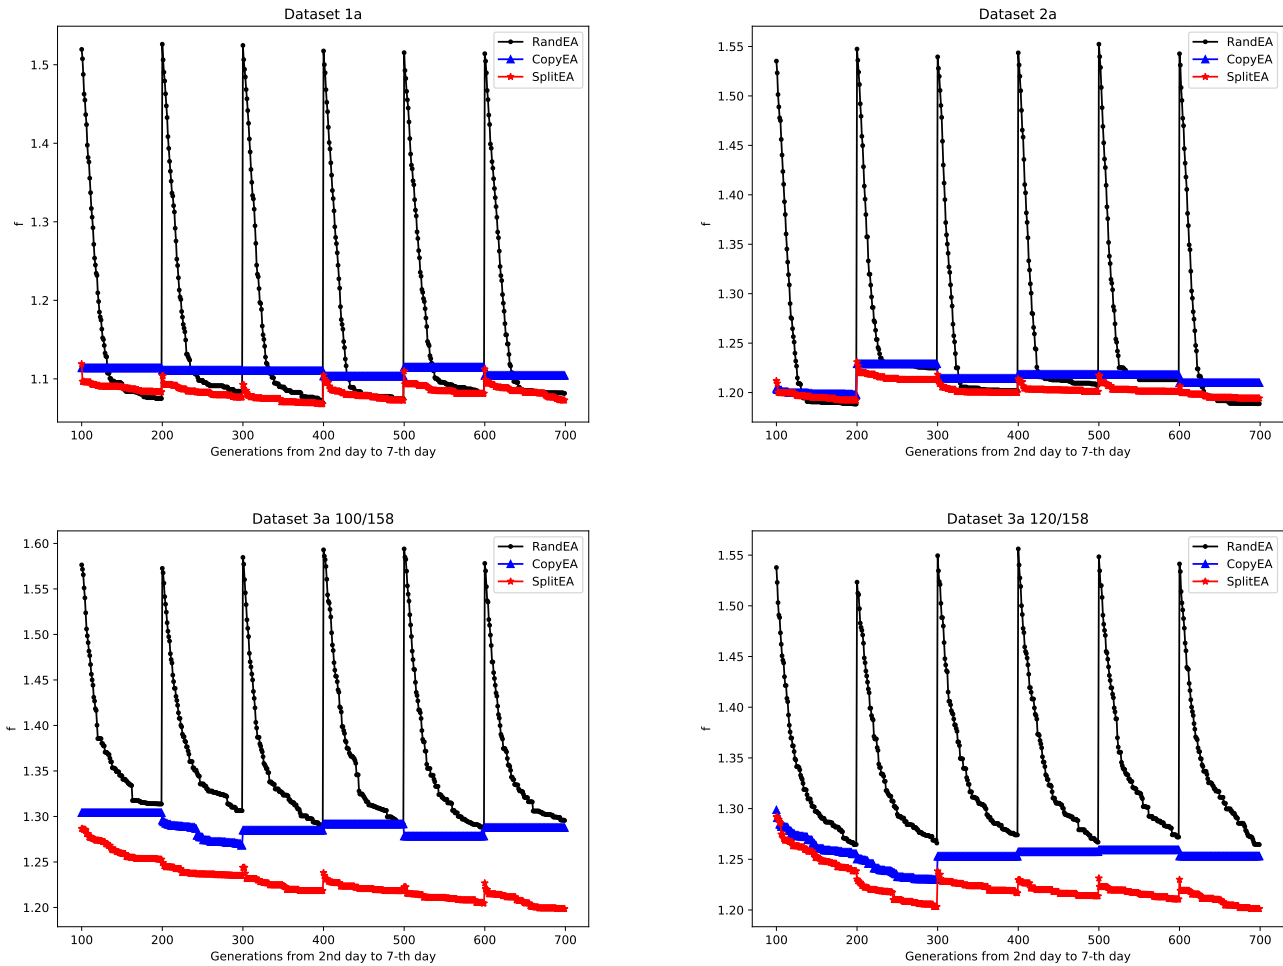 Dataset 1a
1.5
1.4
1.3
1.2
1.1
f
100 200 300 400 500 600 700
Generations from 2nd day to 7-th day
RandEA
CopyEA
SplitEA
Dataset 2a
1.55
1.50
1.45
1.40
1.35
1.30
1.25
1.20
f
100 200 300 400 500 600 700
Generations from 2nd day to 7-th day
RandEA
CopyEA
SplitEA
Dataset 3a 100/158
1.60
1.55
1.50
1.45
1.40
1.35
1.30
1.25
1.20
f
100 200 300 400 500 600 700
Generations from 2nd day to 7-th day
RandEA
CopyEA
SplitEA
Dataset 3a 120/158
1.55
1.50
1.45
1.40
1.35
1.30
1.25
1.20
f
100 200 300 400 500 600 700
Generations from 2nd day to 7-th day
RandEA
CopyEA
SplitEA